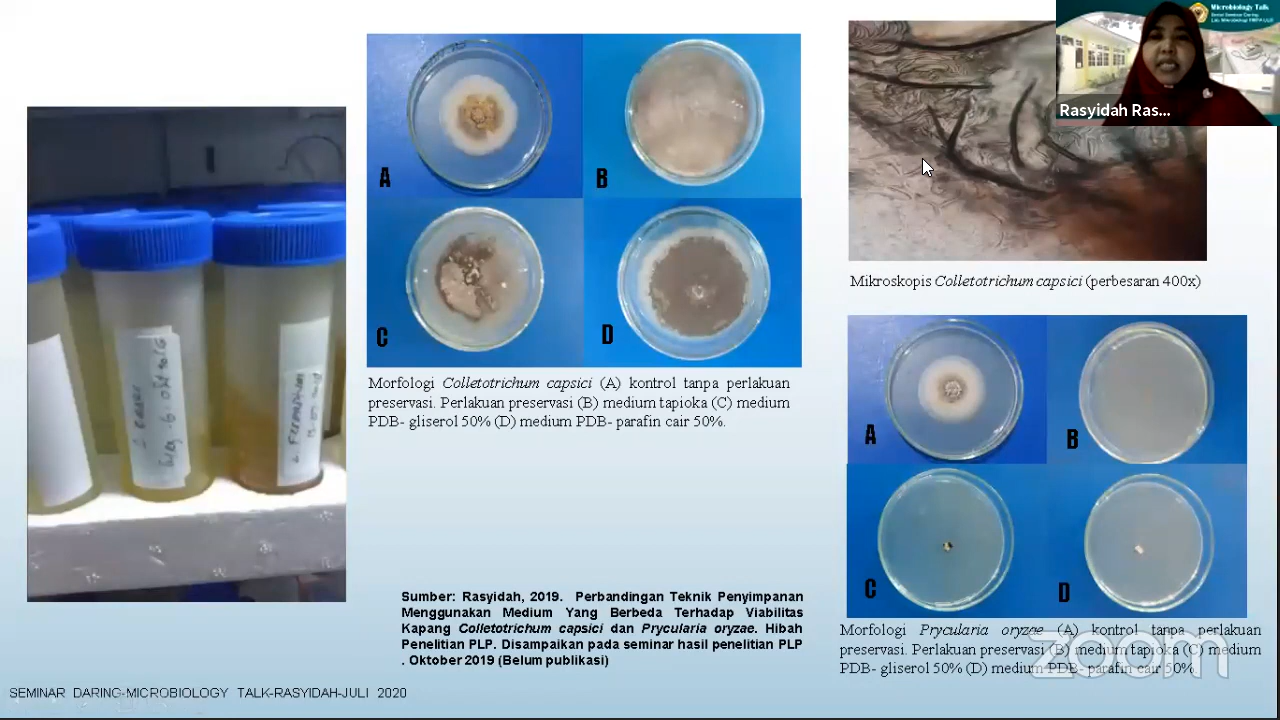 Microbiology Talk
Rasyidah Ras...
A
B
C
D
Morfologi Colletotrichum capsici (A) kontrol tanpa perlakuan
preservasi. Perlakuan preservasi (B) medium tapioka (C) medium
PDB- gliserol 50% (D) medium PDB- parafin cair 50%.
Mikroskopis Colletotrichum capsici (perbesaran 400x)
A
B
C
D
Morfologi Prycularia oryzae (A) kontrol tanpa perlakuan
preservasi. Perlakuan preservasi (B) medium tapioka (C) medium
PDB- gliserol 50% (D) medium PDB- parafin cair 50%.
zoom
Sumber: Rasyidah, 2019. Perbandingan Teknik Penyimpanan
Menggunakan Medium Yang Berbeda Terhadap Viabilitas
Kapang Colletotrichum capsici dan Prycularia oryzae. Hibah
Penelitian PLP. Disampaikan pada seminar hasil penelitian PLP
. Oktober 2019 (Belum publikasi)
SEMINAR DARING-MICROBIOLOGY TALK-RASYIDAH-JULI 2020